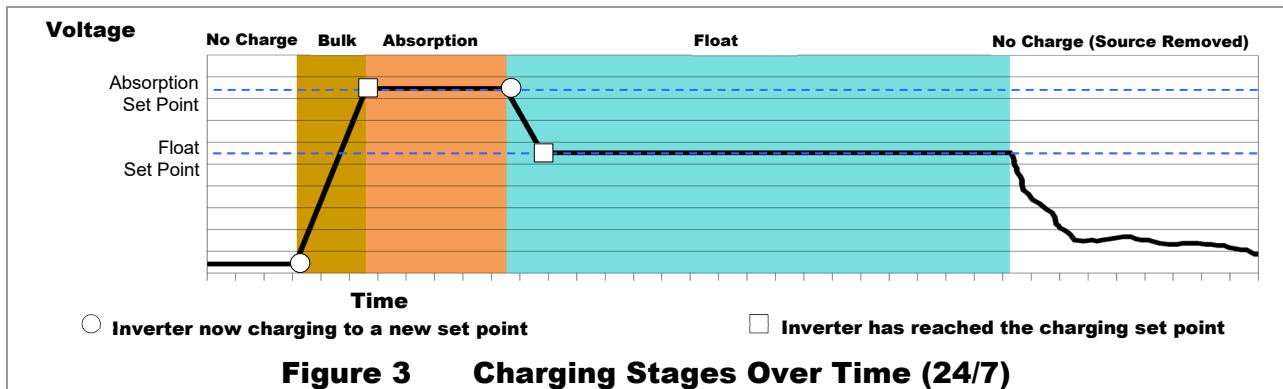 Voltage
No Charge Bulk Absorption Float No Charge (Source Removed)
Absorption
Set Point
Float
Set Point
Time
Inverter now charging to a new set point
Inverter has reached the charging set point
Figure 3 Charging Stages Over Time (24/7)